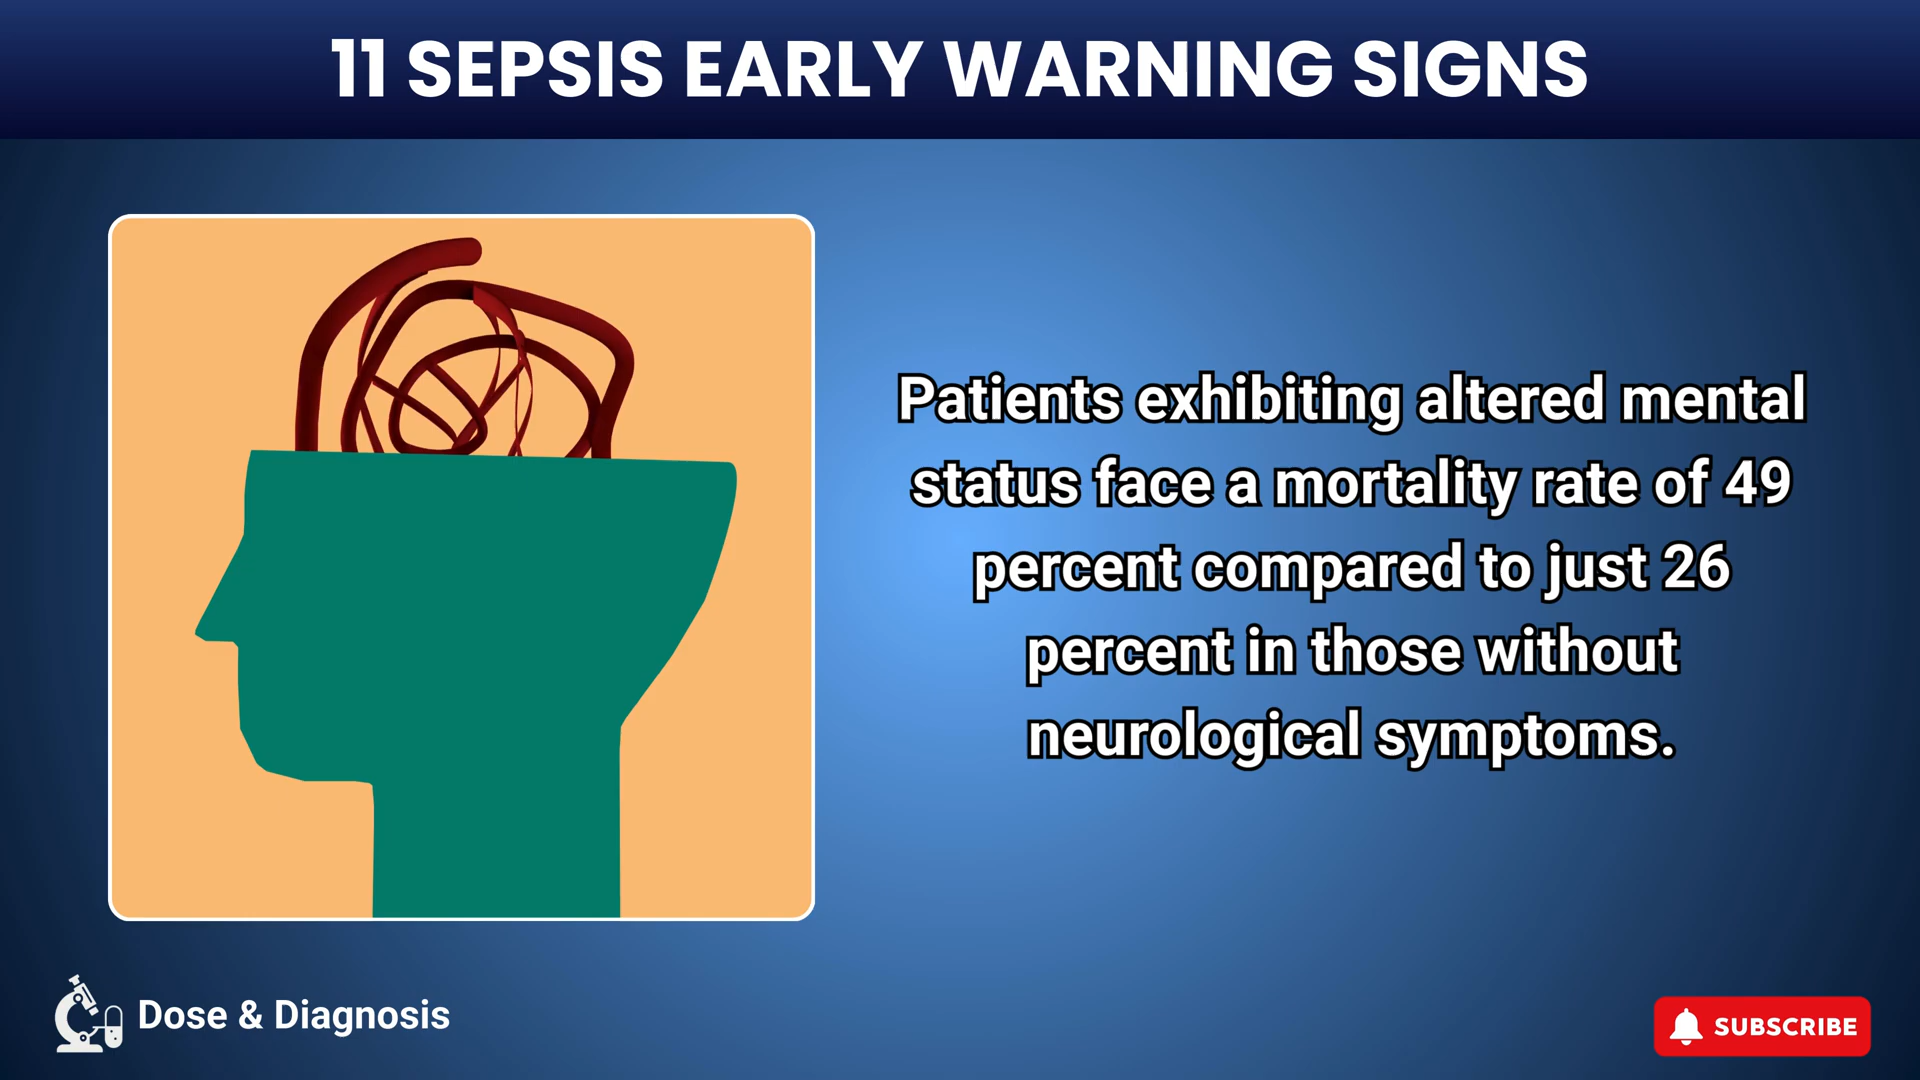 11 SEPSIS EARLY WARNING SIGNS
Patients exhibiting altered mental
status face a mortality rate of 49
percent compared to just 26
percent in those without
neurological symptoms.
Dose & Diagnosis
SUBSCRIBE